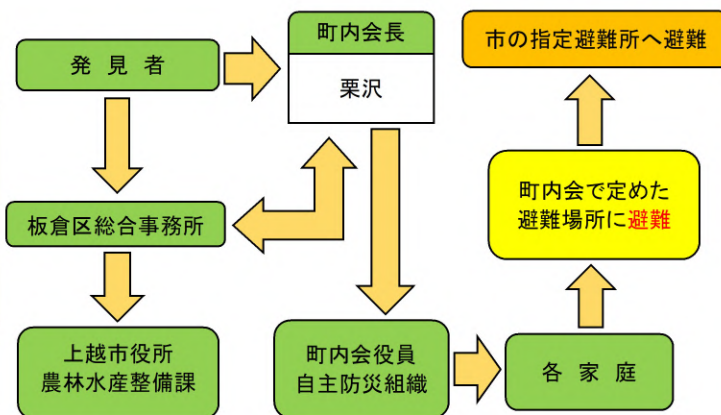 町内会長
栗沢
市の指定避難所へ避難
発 見 者
町内会で定めた
避難場所に避難
板倉区総合事務所
上越市役所
農林水産整備課
町内会役員
自主防災組織
各 家 庭